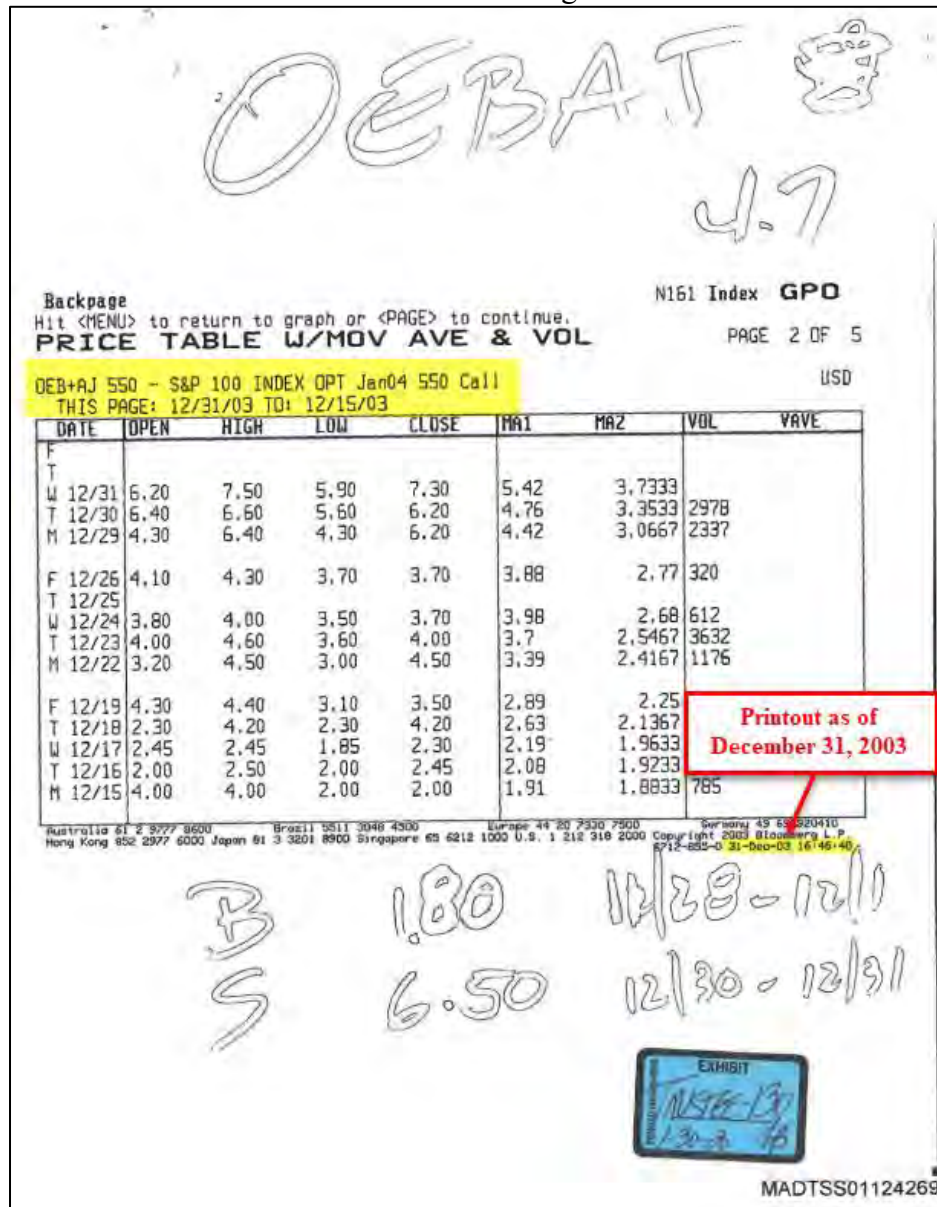 OEBAT
4.7
Backpage
N161 Index GPO
Hit <MENU> to return to graph or <PAGE> to continue.
PRICE TABLE W/MOV AVE & VOL PAGE 2 OF 5
OEB+AJ 550 - S&P 100 INDEX OPT Jan04 550 Call USD
THIS PAGE: 12/31/03 TO: 12/15/03
DATE OPEN HIGH LOW CLOSE MA1 MA2 VOL VAVE
F
T
W 12/31 6.20 7.50 5.90 7.30 5.42 3.7333
T 12/30 6.40 6.60 5.60 6.20 4.76 3.3533 2978
M 12/29 4.30 6.40 4.30 6.20 4.42 3.0667 2337
F 12/26 4.10 4.30 3.70 3.70 3.88 2.77 320
T 12/25
W 12/24 3.80 4.00 3.50 3.70 3.98 2.68 612
T 12/23 4.00 4.60 3.60 4.00 3.7 2.5467 3632
M 12/22 3.20 4.50 3.00 4.50 3.39 2.4167 1176
F 12/19 4.30 4.40 3.10 3.50 2.89 2.25
T 12/18 2.30 4.20 2.30 4.20 2.63 2.1367
W 12/17 2.45 2.45 1.85 2.30 2.19 1.9633
T 12/16 2.00 2.50 2.00 2.45 2.08 1.9233
M 12/15 4.00 4.00 2.00 2.00 1.91 1.8833 785
Printout as of
December 31, 2003
Australia 61 2 9777 8600 Brazil 5511 3048 4500 Europe 44 20 7330 7500 Germany 49 69 920410
Hong Kong 852 2977 6000 Japan 81 3 3201 8900 Singapore 65 6212 1000 U.S. 1 212 318 2000 Copyright 2003 Bloomberg L.P.
31-Dec-03 16:46:40
B 1.80 11/28 - 12/1
S 6.50 12/30 - 12/31
EXHIBIT
MADTSS01124269